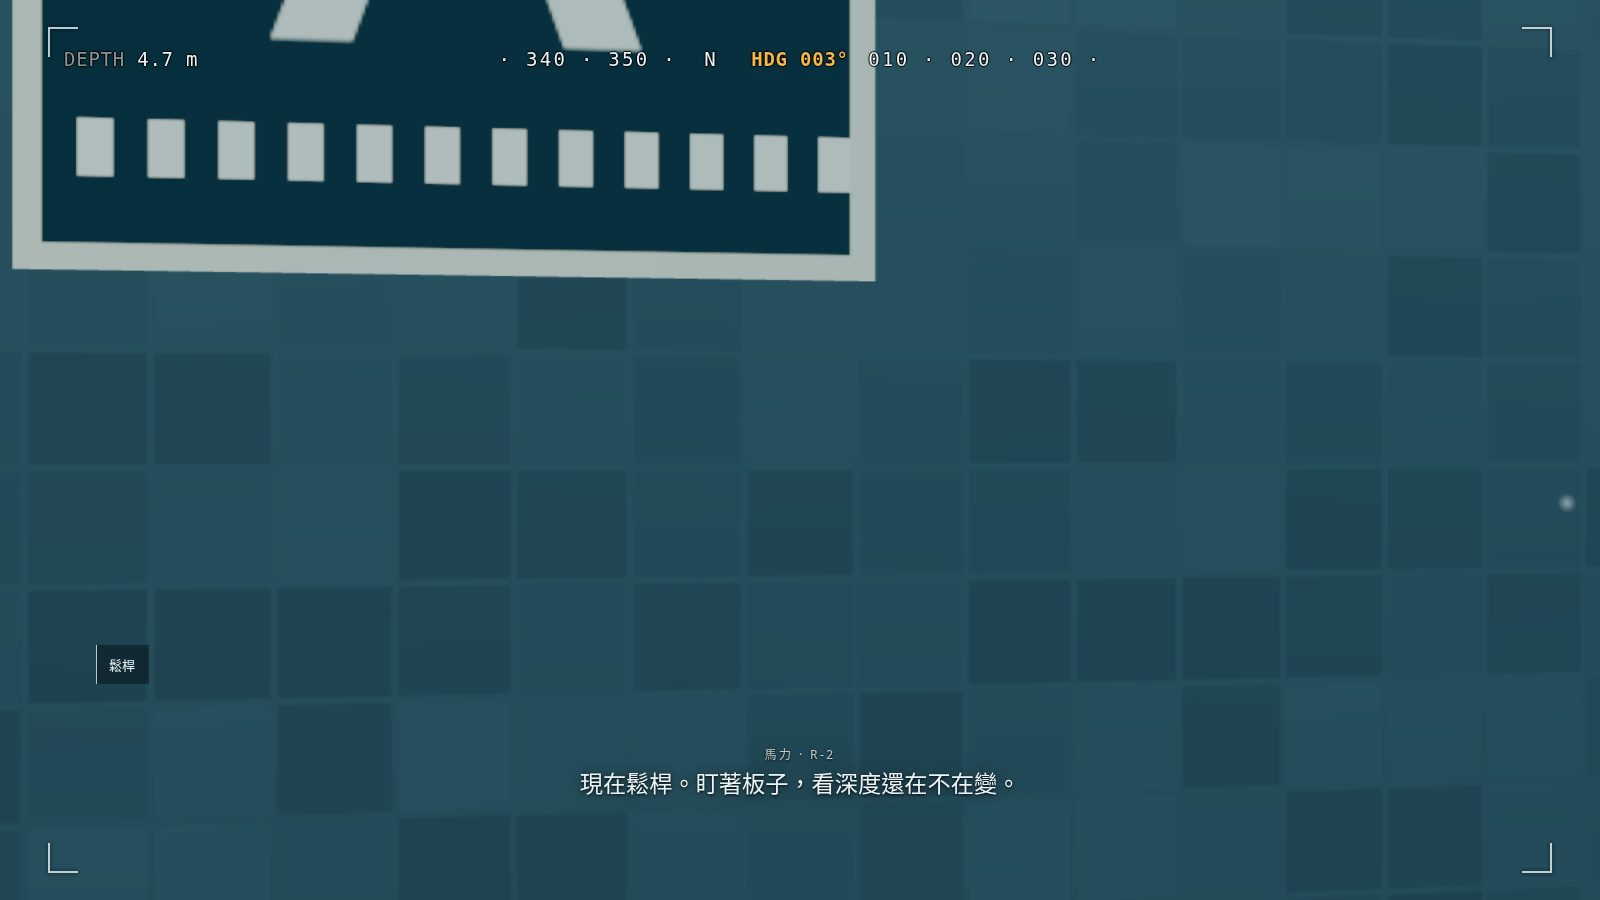 DEPTH 4.7 m
· 340 · 350 · N HDG 003° 010 · 020 · 030 ·
鬆桿
馬力 · R-2
現在鬆桿。盯著板子，看深度還在不在變。